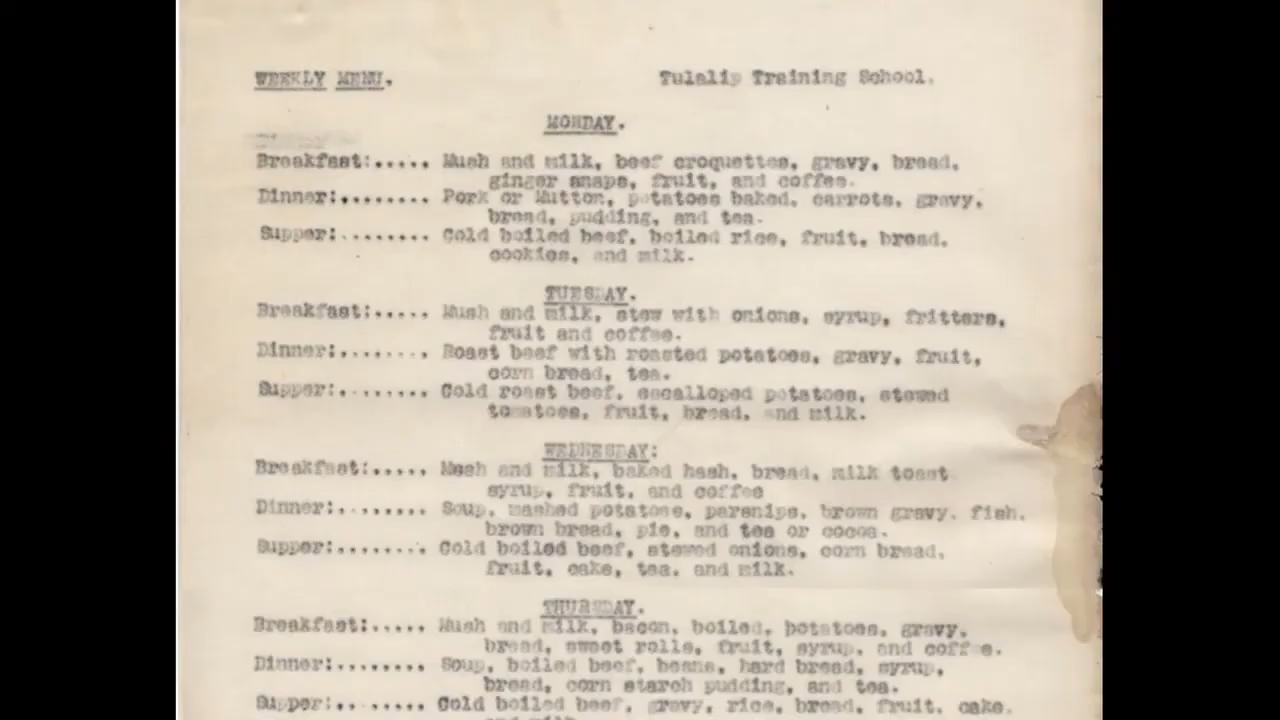 WEEKLY MENU. Tulalip Training School.
MONDAY.
Breakfast:..... Mush and milk, beef croquettes, gravy, bread,
ginger snaps, fruit, and coffee.
Dinner:........ Pork or Mutton, potatoes baked, carrots, gravy,
bread, pudding, and tea.
Supper:........ Cold boiled beef, boiled rice, fruit, bread,
cookies, and milk.
TUESDAY.
Breakfast:..... Mush and milk, stew with onions, syrup, fritters,
fruit and coffee.
Dinner:........ Roast beef with roasted potatoes, gravy, fruit,
corn bread, tea.
Supper:........ Cold roast beef, escalloped potatoes, stewed
tomatoes, fruit, bread, and milk.
WEDNESDAY:
Breakfast:..... Mush and milk, baked hash, bread, milk toast
syrup, fruit, and coffee
Dinner:........ Soup, mashed potatoes, parsnips, brown gravy, fish,
brown bread, pie, and tea or cocoa.
Supper:........ Cold boiled beef, stewed onions, corn bread,
fruit, cake, tea, and milk.
THURSDAY.
Breakfast:..... Mush and milk, bacon, boiled, potatoes, gravy,
bread, sweet rolls, fruit, syrup, and coffee.
Dinner:........ Soup, boiled beef, beans, hard bread, syrup,
bread, corn starch pudding, and tea.
Supper:........ Cold boiled beef, gravy, rice, bread, fruit, cake,
and milk